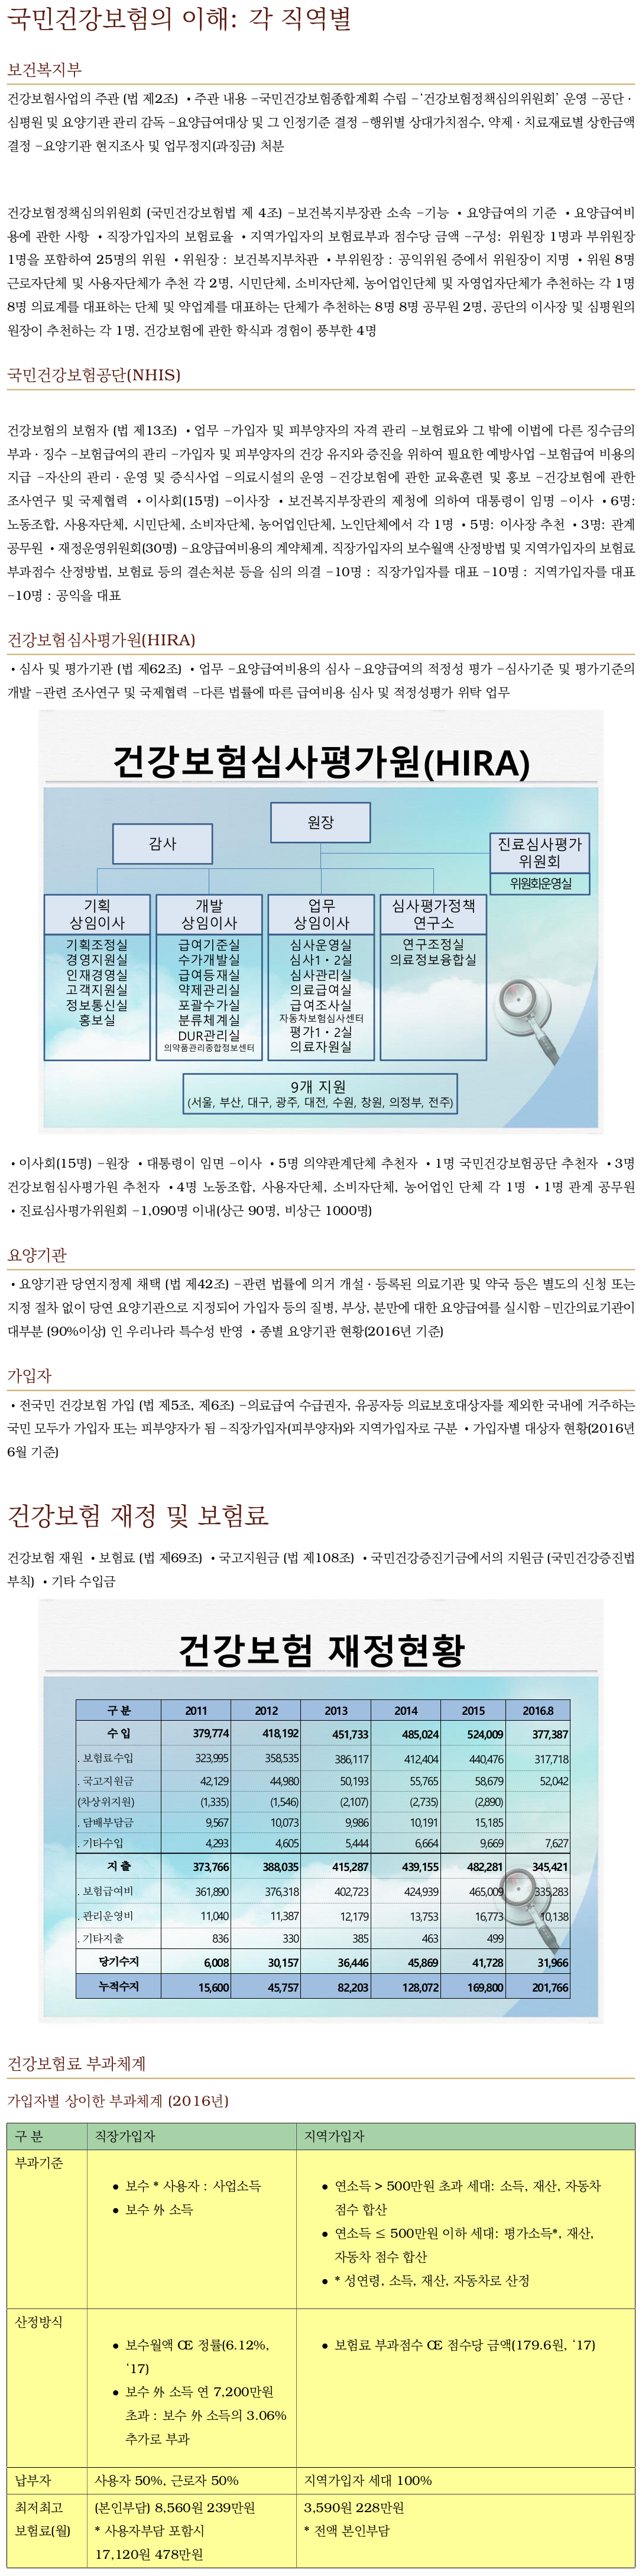 국민건강보험의 이해: 각 직역별
보건복지부
건강보험사업의 주관 (법 제2조) •주관 내용 –국민건강보험종합계획 수립 –‘건강보험정책심의위원회’ 운영 –공단·
심평원 및 요양기관 관리 감독 –요양급여대상 및 그 인정기준 결정 –행위별 상대가치점수, 약제·치료재료별 상한금액
결정 –요양기관 현지조사 및 업무정지(과징금) 처분
건강보험정책심의위원회 (국민건강보험법 제 4조) –보건복지부장관 소속 –기능 •요양급여의 기준 •요양급여비
용에 관한 사항 •직장가입자의 보험료율 •지역가입자의 보험료부과 점수당 금액 –구성: 위원장 1명과 부위원장
1명을 포함하여 25명의 위원 •위원장 : 보건복지부차관 •부위원장 : 공익위원 중에서 위원장이 지명 •위원 8명
근로자단체 및 사용자단체가 추천 각 2명, 시민단체, 소비자단체, 농어업인단체 및 자영업자단체가 추천하는 각 1명
8명 의료계를 대표하는 단체 및 약업계를 대표하는 단체가 추천하는 8명 8명 공무원 2명, 공단의 이사장 및 심평원의
원장이 추천하는 각 1명, 건강보험에 관한 학식과 경험이 풍부한 4명
국민건강보험공단(NHIS)
건강보험의 보험자 (법 제13조) •업무 –가입자 및 피부양자의 자격 관리 –보험료와 그 밖에 이법에 다른 징수금의
부과·징수 –보험급여의 관리 –가입자 및 피부양자의 건강 유지와 증진을 위하여 필요한 예방사업 –보험급여 비용의
지급 –자산의 관리·운영 및 증식사업 –의료시설의 운영 –건강보험에 관한 교육훈련 및 홍보 –건강보험에 관한
조사연구 및 국제협력 •이사회(15명) –이사장 •보건복지부장관의 제청에 의하여 대통령이 임명 –이사 •6명:
노동조합, 사용자단체, 시민단체, 소비자단체, 농어업인단체, 노인단체에서 각 1명 •5명: 이사장 추천 •3명: 관계
공무원 •재정운영위원회(30명) –요양급여비용의 계약체계, 직장가입자의 보수월액 산정방법 및 지역가입자의 보험료
부과점수 산정방법, 보험료 등의 결손처분 등을 심의 의결 –10명 : 직장가입자를 대표 –10명 : 지역가입자를 대표
–10명 : 공익을 대표
건강보험심사평가원(HIRA)
•심사 및 평가기관 (법 제62조) •업무 –요양급여비용의 심사 –요양급여의 적정성 평가 –심사기준 및 평가기준의
개발 –관련 조사연구 및 국제협력 –다른 법률에 따른 급여비용 심사 및 적정성평가 위탁 업무
건강보험심사평가원(HIRA)
원장
감사
진료심사평가
위원회
위원회운영실
기획
상임이사
기획조정실
경영지원실
인재경영실
고객지원실
정보통신실
홍보실
개발
상임이사
급여기준실
수가개발실
급여등재실
약제관리실
포괄수가실
분류체계실
DUR관리실
의약품관리종합정보센터
업무
상임이사
심사운영실
심사1·2실
심사관리실
의료급여실
급여조사실
자동차보험심사센터
평가1·2실
의료자원실
심사평가정책
연구소
연구조정실
의료정보융합실
9개 지원
(서울, 부산, 대구, 광주, 대전, 수원, 창원, 의정부, 전주)
•이사회(15명) –원장 •대통령이 임면 –이사 •5명 의약관계단체 추천자 •1명 국민건강보험공단 추천자 •3명
건강보험심사평가원 추천자 •4명 노동조합, 사용자단체, 소비자단체, 농어업인 단체 각 1명 •1명 관계 공무원
•진료심사평가위원회 –1,090명 이내(상근 90명, 비상근 1000명)
요양기관
•요양기관 당연지정제 채택 (법 제42조) –관련 법률에 의거 개설·등록된 의료기관 및 약국 등은 별도의 신청 또는
지정 절차 없이 당연 요양기관으로 지정되어 가입자 등의 질병, 부상, 분만에 대한 요양급여를 실시함 –민간의료기관이
대부분 (90%이상) 인 우리나라 특수성 반영 •종별 요양기관 현황(2016년 기준)
가입자
•전국민 건강보험 가입 (법 제5조, 제6조) –의료급여 수급권자, 유공자등 의료보호대상자를 제외한 국내에 거주하는
국민 모두가 가입자 또는 피부양자가 됨 –직장가입자(피부양자)와 지역가입자로 구분 •가입자별 대상자 현황(2016년
6월 기준)
건강보험 재정 및 보험료
건강보험 재원 •보험료 (법 제69조) •국고지원금 (법 제108조) •국민건강증진기금에서의 지원금 (국민건강증진법
부칙) •기타 수입금
건강보험 재정현황
구 분 2011 2012 2013 2014 2015 2016.8
수 입 379,774 418,192 451,733 485,024 524,009 377,387
. 보험료수입 323,995 358,535 386,117 412,404 440,476 317,718
. 국고지원금 42,129 44,980 50,193 55,765 58,679 52,042
(차상위지원) (1,335) (1,546) (2,107) (2,735) (2,890)
. 담배부담금 9,567 10,073 9,986 10,191 15,185
. 기타수입 4,293 4,605 5,444 6,664 9,669 7,627
지 출 373,766 388,035 415,287 439,155 482,281 345,421
. 보험급여비 361,890 376,318 402,723 424,939 465,009 335,283
. 관리운영비 11,040 11,387 12,179 13,753 16,773 10,138
. 기타지출 836 330 385 463 499
당기수지 6,008 30,157 36,446 45,869 41,728 31,966
누적수지 15,600 45,757 82,203 128,072 169,800 201,766
건강보험료 부과체계
가입자별 상이한 부과체계 (2016년)
구 분 직장가입자 지역가입자
부과기준
● 보수 * 사용자 : 사업소득
● 보수 外 소득
● 연소득 > 500만원 초과 세대: 소득, 재산, 자동차
점수 합산
● 연소득 ≤ 500만원 이하 세대: 평가소득*, 재산,
자동차 점수 합산
● * 성연령, 소득, 재산, 자동차로 산정
산정방식
● 보수월액 Œ 정률(6.12%,
‘17)
● 보수 外 소득 연 7,200만원
초과 : 보수 外 소득의 3.06%
추가로 부과
● 보험료 부과점수 Œ 점수당 금액(179.6원, ‘17)
납부자 사용자 50%, 근로자 50% 지역가입자 세대 100%
최저최고
보험료(월)
(본인부담) 8,560원 239만원
* 사용자부담 포함시
17,120원 478만원
3,590원 228만원
* 전액 본인부담